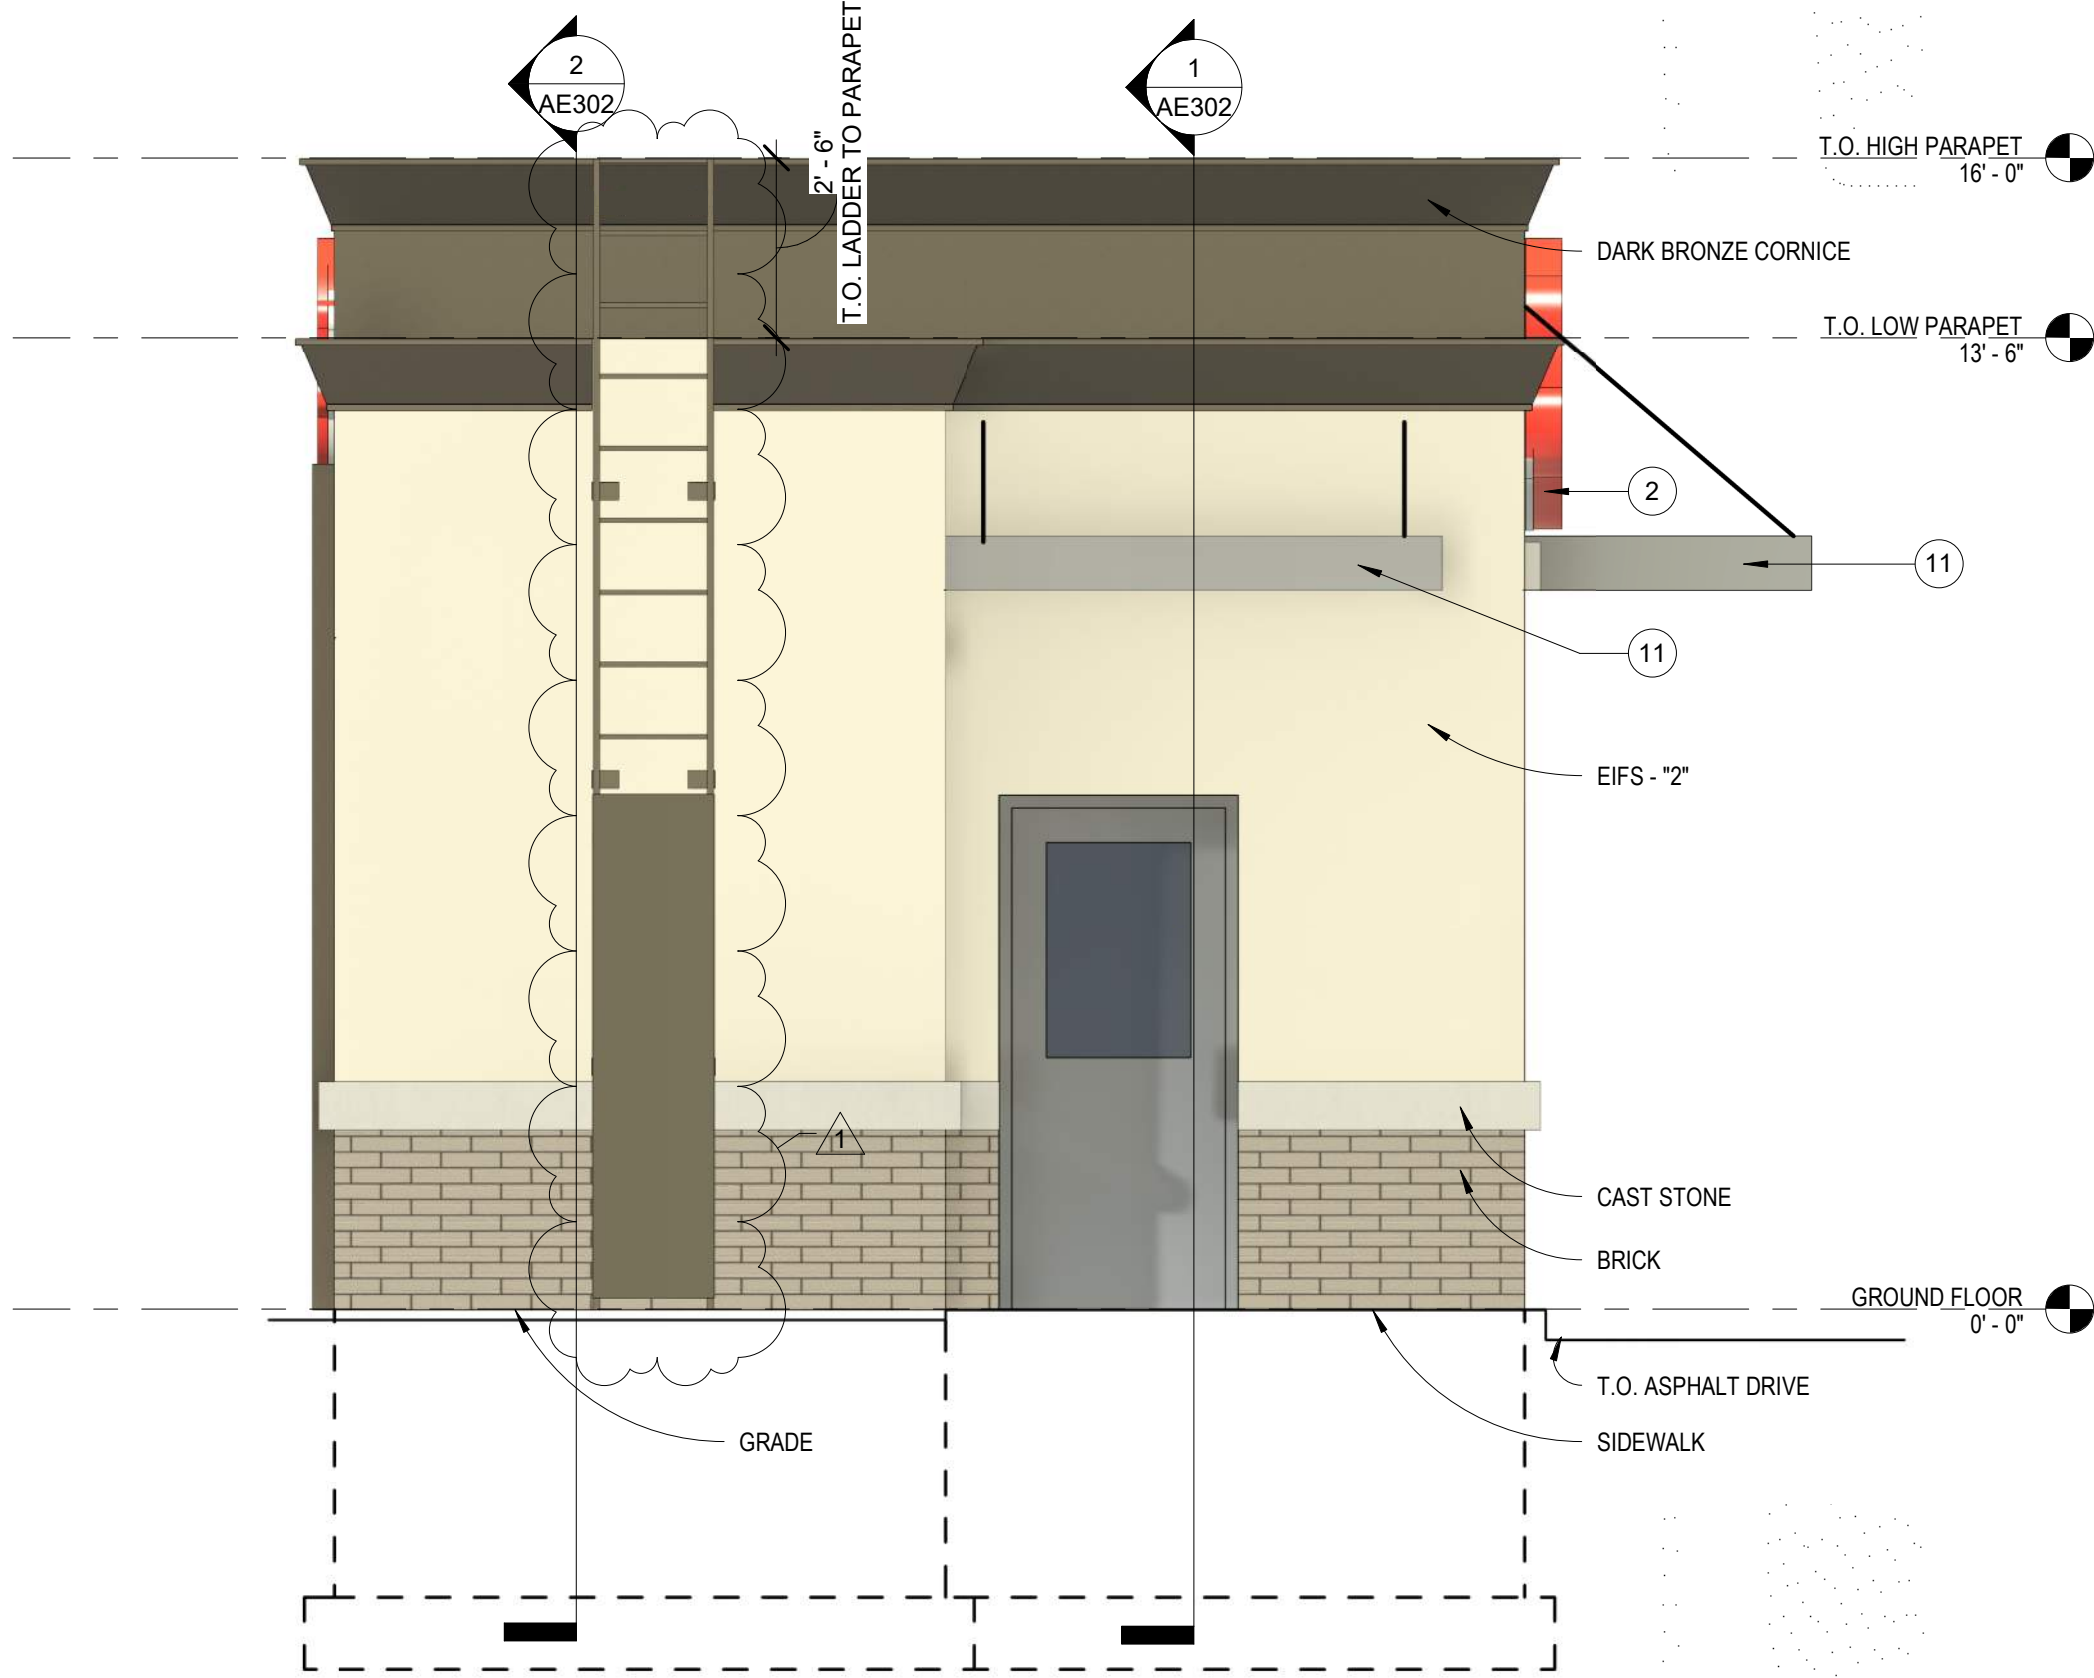 2
AE302
1
AE302
2' - 6"
T.O. LADDER TO PARAPET
T.O. HIGH PARAPET
16' - 0"
DARK BRONZE CORNICE
T.O. LOW PARAPET
13' - 6"
2
11
11
EIFS - "2"
1
CAST STONE
BRICK
GROUND FLOOR
0' - 0"
T.O. ASPHALT DRIVE
GRADE
SIDEWALK